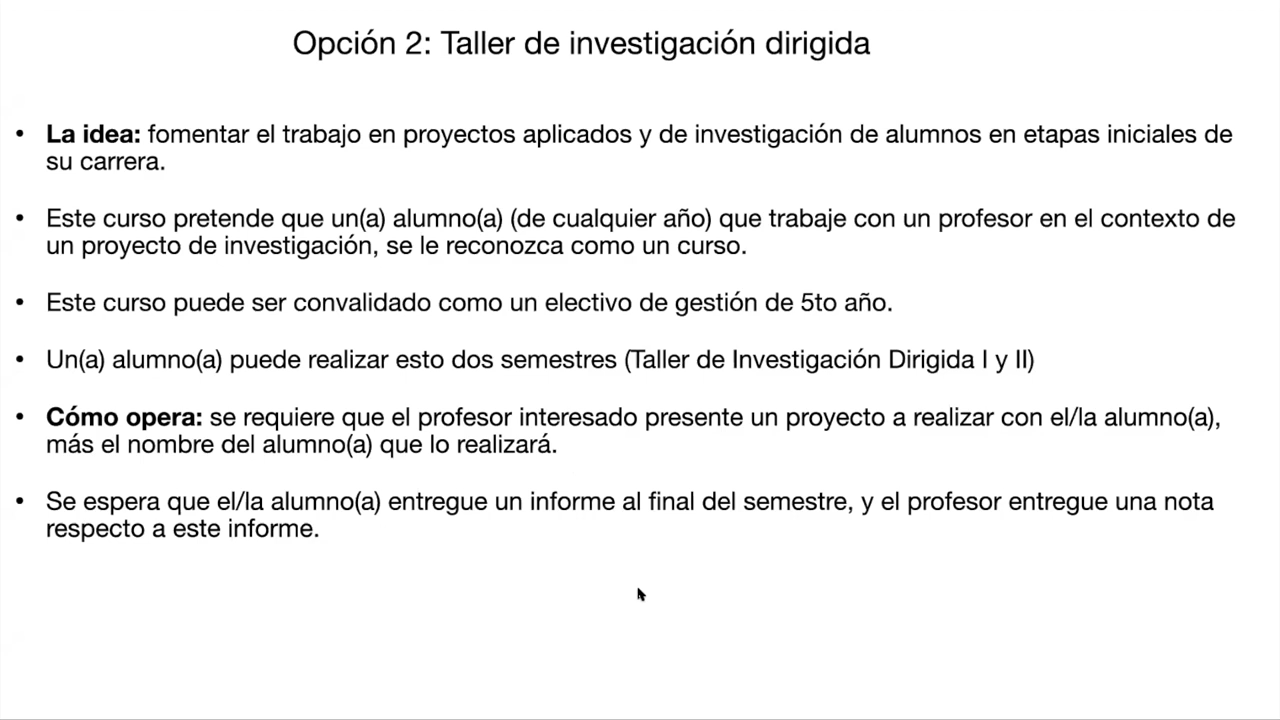 Opción 2: Taller de investigación dirigida
• La idea: fomentar el trabajo en proyectos aplicados y de investigación de alumnos en etapas iniciales de
su carrera.
• Este curso pretende que un(a) alumno(a) (de cualquier año) que trabaje con un profesor en el contexto de
un proyecto de investigación, se le reconozca como un curso.
• Este curso puede ser convalidado como un electivo de gestión de 5to año.
• Un(a) alumno(a) puede realizar esto dos semestres (Taller de Investigación Dirigida I y II)
• Cómo opera: se requiere que el profesor interesado presente un proyecto a realizar con el/la alumno(a),
más el nombre del alumno(a) que lo realizará.
• Se espera que el/la alumno(a) entregue un informe al final del semestre, y el profesor entregue una nota
respecto a este informe.